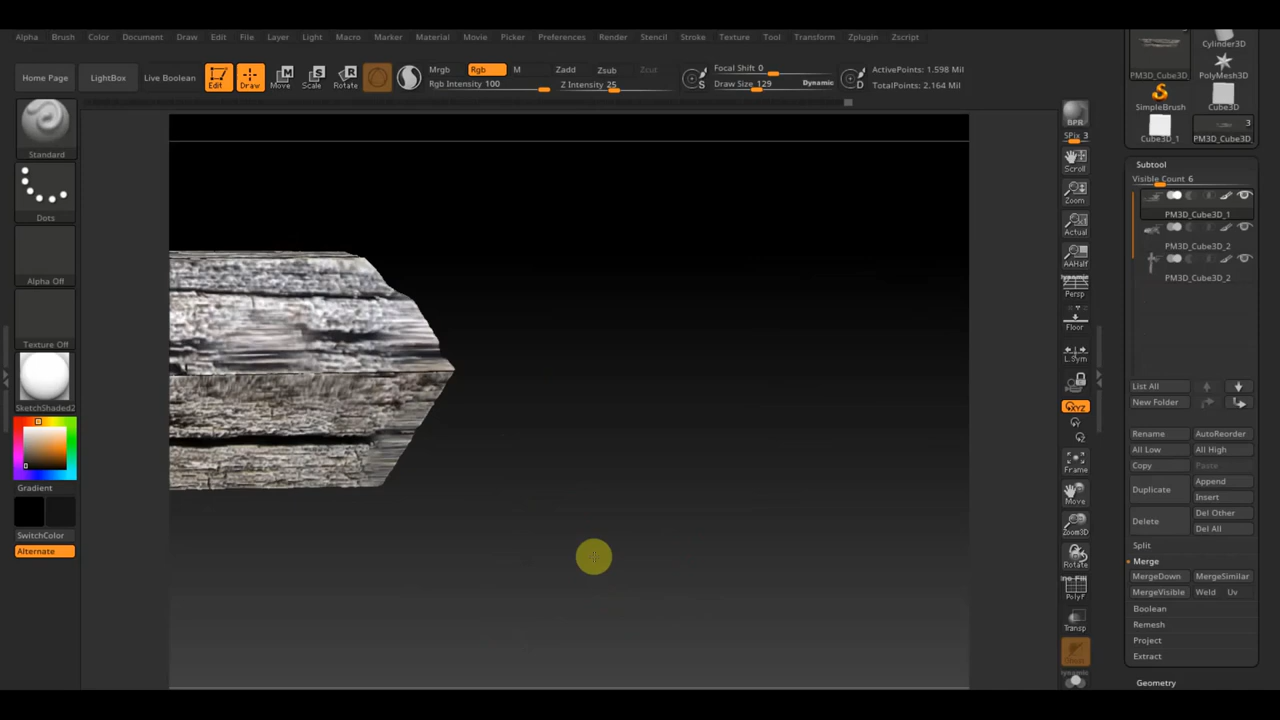 Alpha Brush Color Document Draw Edit File Layer Light Macro Marker Material Movie Picker Preferences Render Stencil Stroke Texture Tool Transform Zplugin Zscript
Home Page LightBox Live Boolean Edit Draw Move Scale Rotate
Mrgb Rgb M Zadd Zsub Zcut
Rgb Intensity 100 Z Intensity 25
Focal Shift 0
Draw Size 129 Dynamic
ActivePoints: 1.598 Mil
TotalPoints: 2.164 Mil
Standard
Dots
Alpha Off
Texture Off
SketchShaded2
Gradient
SwitchColor
Alternate
BPR
SPix 3
Scroll
Zoom
Actual
AAHalf
Persp
Floor
L.Sym
XYZ
Frame
Move
Zoom3D
Rotate
PolyF
Transp
Cylinder3D
PM3D_Cube3D_ PolyMesh3D
SimpleBrush Cube3D
3
Cube3D_1 PM3D_Cube3D_
Subtool
Visible Count 6
PM3D_Cube3D_1
PM3D_Cube3D_2
PM3D_Cube3D_2
List All
New Folder
Rename AutoReorder
All Low All High
Copy Paste
Duplicate Append
Insert
Delete Del Other
Del All
Split
Merge
MergeDown MergeSimilar
MergeVisible Weld Uv
Boolean
Remesh
Project
Extract
Geometry